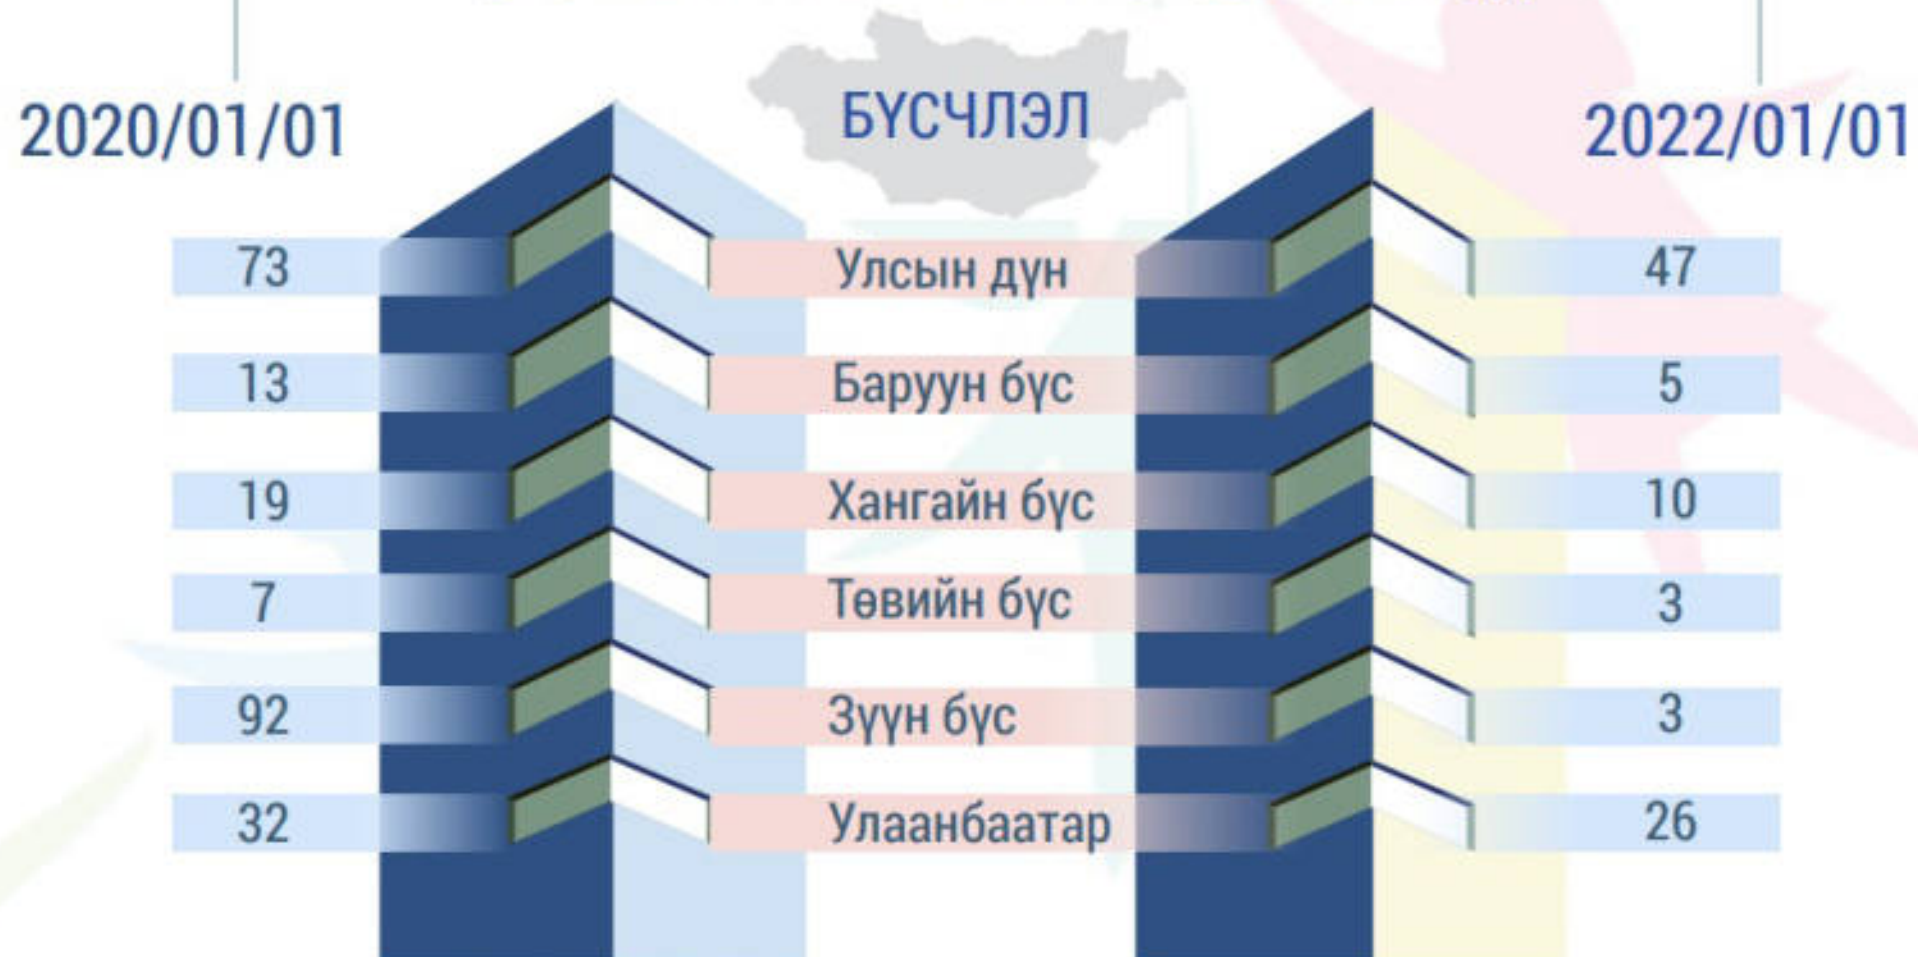 2020/01/01 БҮСЧЛЭЛ 2022/01/01
73 Улсын дүн 47
13 Баруун бүс 5
19 Хангайн бүс 10
7 Төвийн бүс 3
92 Зүүн бүс 3
32 Улаанбаатар 26